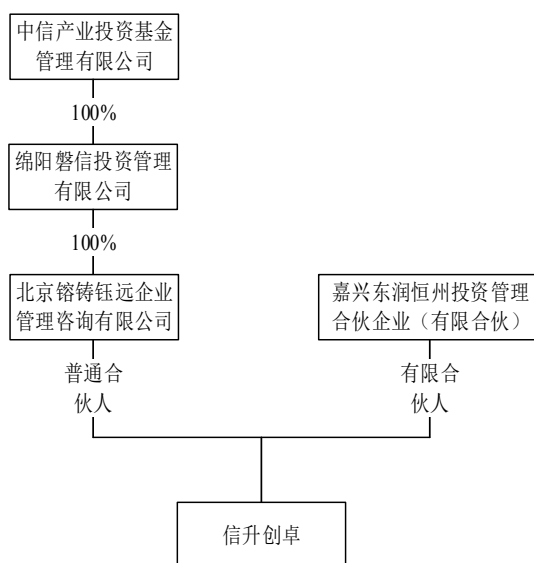 中信产业投资基金
管理有限公司
100%
绵阳磐信投资管理
有限公司
100%
北京镕铸钰远企业
管理咨询有限公司
嘉兴东润恒州投资管理
合伙企业（有限合伙）
普通合
伙人
有限合
伙人
信升创卓